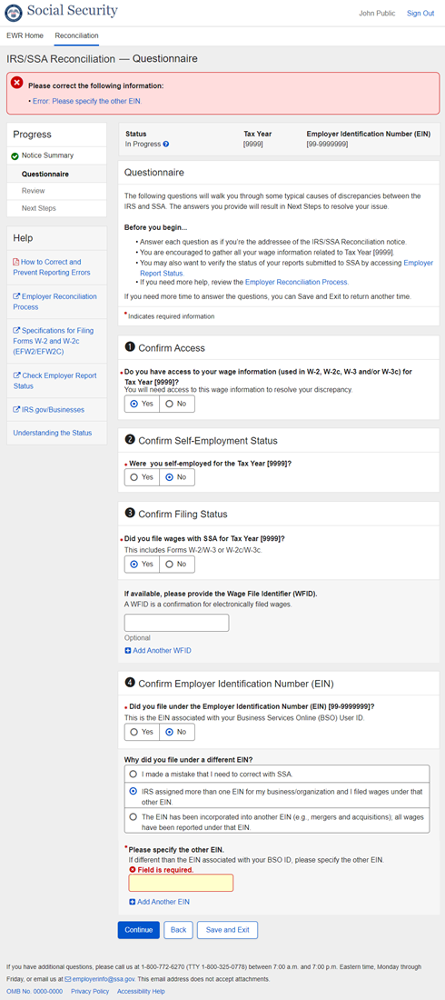 Social Security
John Public
Sign Out
EWR Home
Reconciliation
IRS/SSA Reconciliation — Questionnaire
Please correct the following information:
• Error: Please specify the other EIN.
Progress
Notice Summary
Questionnaire
Review
Next Steps
Help
How to Correct and
Prevent Reporting Errors
Employer Reconciliation
Process
Specifications for Filing
Forms W-2 and W-2c
(EFW2/EFW2C)
Check Employer Report
Status
IRS gov/Businesses
Understanding the Status
Status
In Progress ?
Tax Year
[9999]
Employer Identification Number (EIN)
[99-9999999]
Questionnaire
The following questions will walk you through some typical causes of discrepancies between the
IRS and SSA. The answers you provide will result in Next Steps to resolve your issue.
Before you begin...
• Answer each question as if you're the addressee of the IRS/SSA Reconciliation notice.
• You are encouraged to gather all your wage information related to Tax Year [9999].
• You may also want to verify the status of your reports submitted to SSA by accessing Employer
Report Status.
• If you need more help, review the Employer Reconciliation Process.
If you need more time to answer the questions, you can Save and Exit to return another time.
* Indicates required information
1 Confirm Access
Do you have access to your wage information (used in W-2, W-2c, W-3 and/or W-3c) for
Tax Year [9999]?
You will need access to this wage information to resolve your discrepancy.
Yes
No
2 Confirm Self-Employment Status
Were you self-employed for the Tax Year [9999]?
Yes
No
3 Confirm Filing Status
Did you file wages with SSA for Tax Year [9999]?
This includes Forms W-2/W-3 or W-2c/W-3c.
Yes
No
If available, please provide the Wage File Identifier (WFID).
A WFID is a confirmation for electronically filed wages.
Optional
Add Another WFID
4 Confirm Employer Identification Number (EIN)
Did you file under the Employer Identification Number (EIN) [99-9999999]?
This is the EIN associated with your Business Services Online (BSO) User ID.
Yes
No
Why did you file under a different EIN?
I made a mistake that I need to correct with SSA.
IRS assigned more than one EIN for my business/organization and I filed wages under that
other EIN.
The EIN has been incorporated into another EIN (e.g., mergers and acquisitions); all wages
have been reported under that EIN.
* Please specify the other EIN.
If different than the EIN associated with your BSO ID, please specify the other EIN.
Field is required.
Add Another EIN
Continue
Back
Save and Exit
If you have additional questions, please call us at 1-800-772-6270 (TTY 1-800-325-0778) between 7:00 a.m. and 7:00 p.m. Eastern time, Monday through
Friday, or email us at employerinfo@ssa.gov. This email address does not accept attachments.
OMB No. 0000-0000
Privacy Policy
Accessibility Help